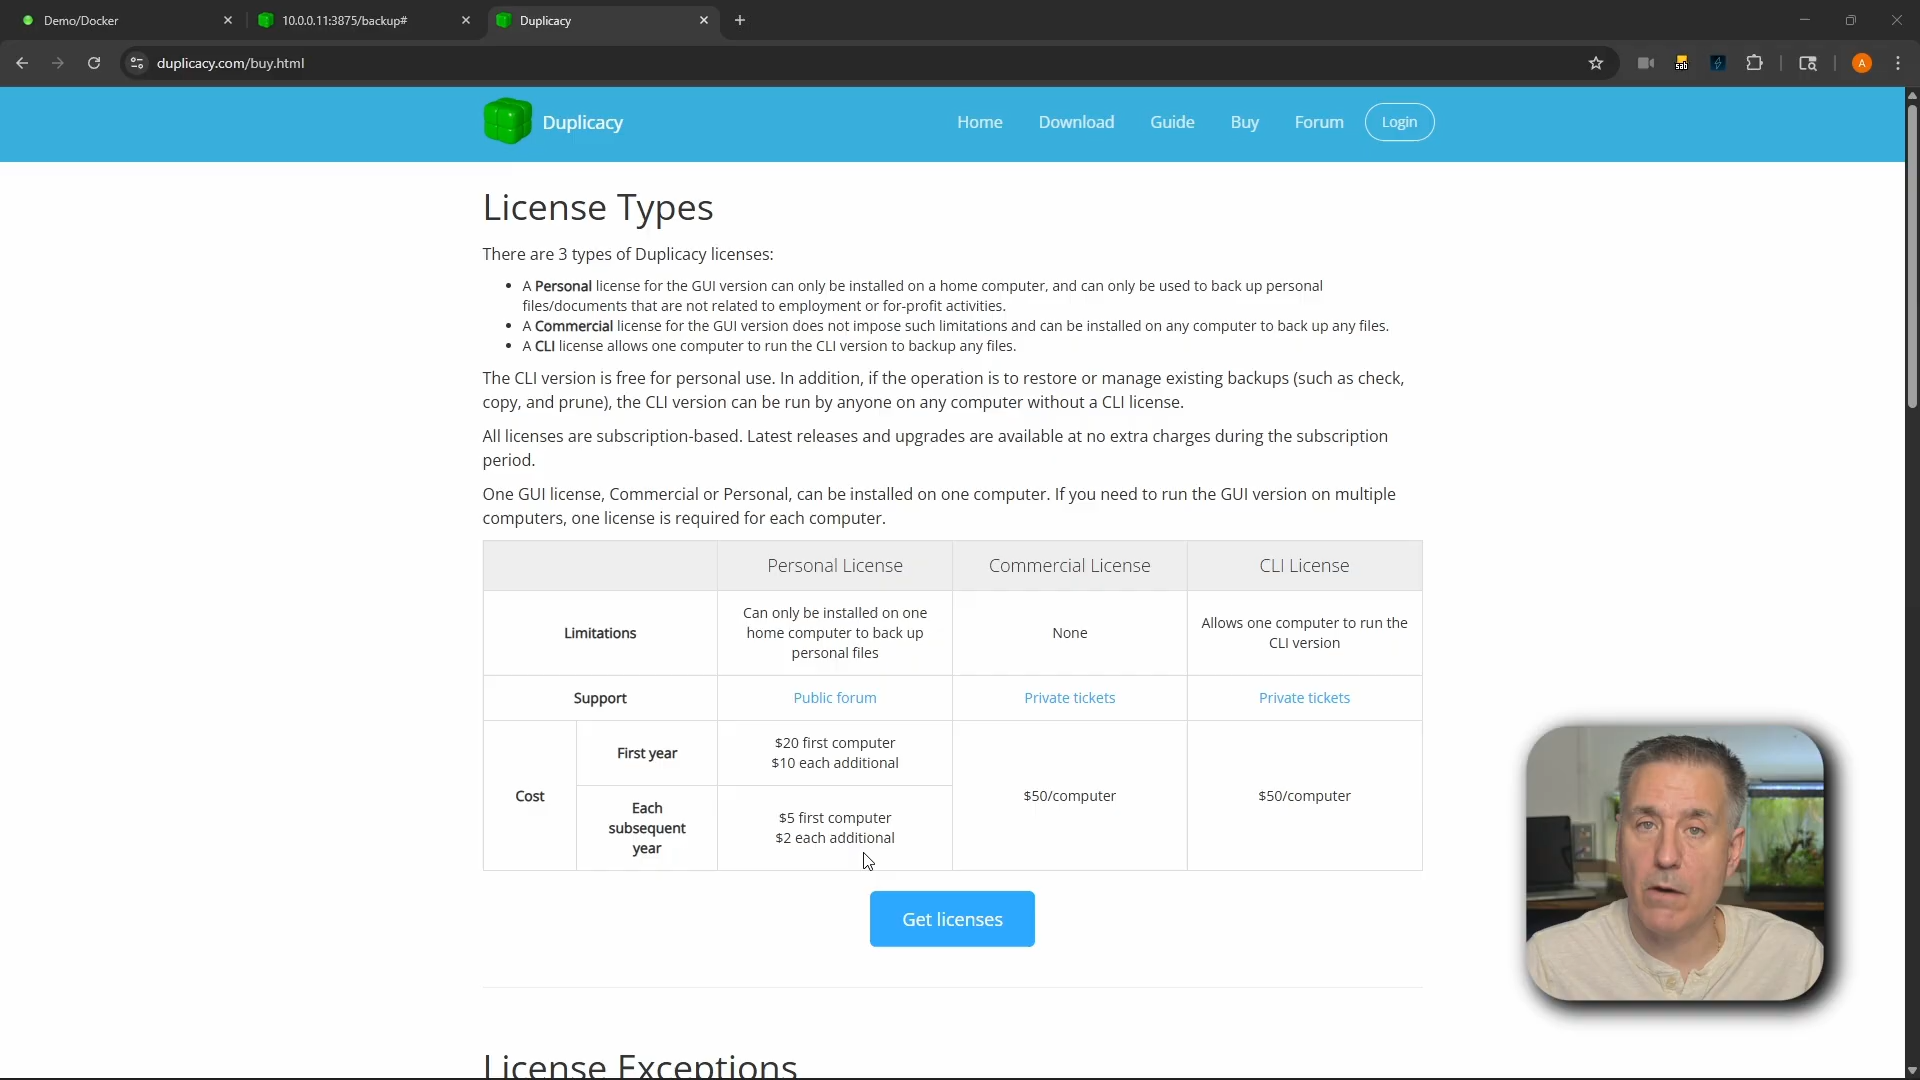 Demo/Docker
10.0.0.11:3875/backup#
Duplicacy
duplicacy.com/buy.html
sab
A
Duplicacy
Home
Download
Guide
Buy
Forum
Login
License Types
There are 3 types of Duplicacy licenses:
• A Personal license for the GUI version can only be installed on a home computer, and can only be used to back up personal
files/documents that are not related to employment or for-profit activities.
• A Commercial license for the GUI version does not impose such limitations and can be installed on any computer to back up any files.
• A CLI license allows one computer to run the CLI version to backup any files.
The CLI version is free for personal use. In addition, if the operation is to restore or manage existing backups (such as check,
copy, and prune), the CLI version can be run by anyone on any computer without a CLI license.
All licenses are subscription-based. Latest releases and upgrades are available at no extra charges during the subscription
period.
One GUI license, Commercial or Personal, can be installed on one computer. If you need to run the GUI version on multiple
computers, one license is required for each computer.
Personal License
Commercial License
CLI License
Limitations
Can only be installed on one
home computer to back up
personal files
None
Allows one computer to run the
CLI version
Support
Public forum
Private tickets
Private tickets
Cost
First year
$20 first computer
$10 each additional
$50/computer
$50/computer
Each
subsequent
year
$5 first computer
$2 each additional
Get licenses
License Exceptions